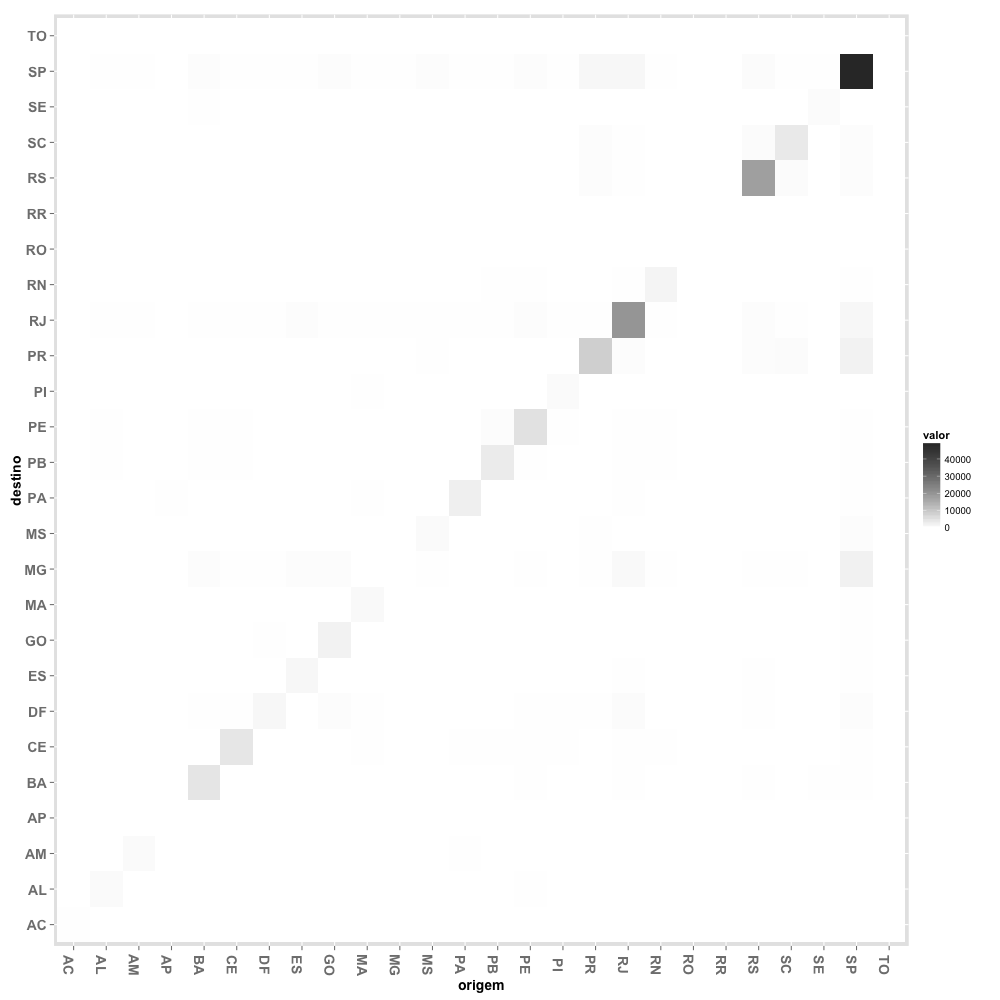 TO
SP
SE
SC
RS
RR
RO
RN
RJ
PR
PI
PE
PB
PA
MS
MG
MA
GO
ES
DF
CE
BA
AP
AM
AL
AC
destino
AC AL AM AP BA CE DF ES GO MA MG MS PA PB PE PI PR RJ RN RO RR RS SC SE SP TO
origem
valor
40000
30000
20000
10000
0